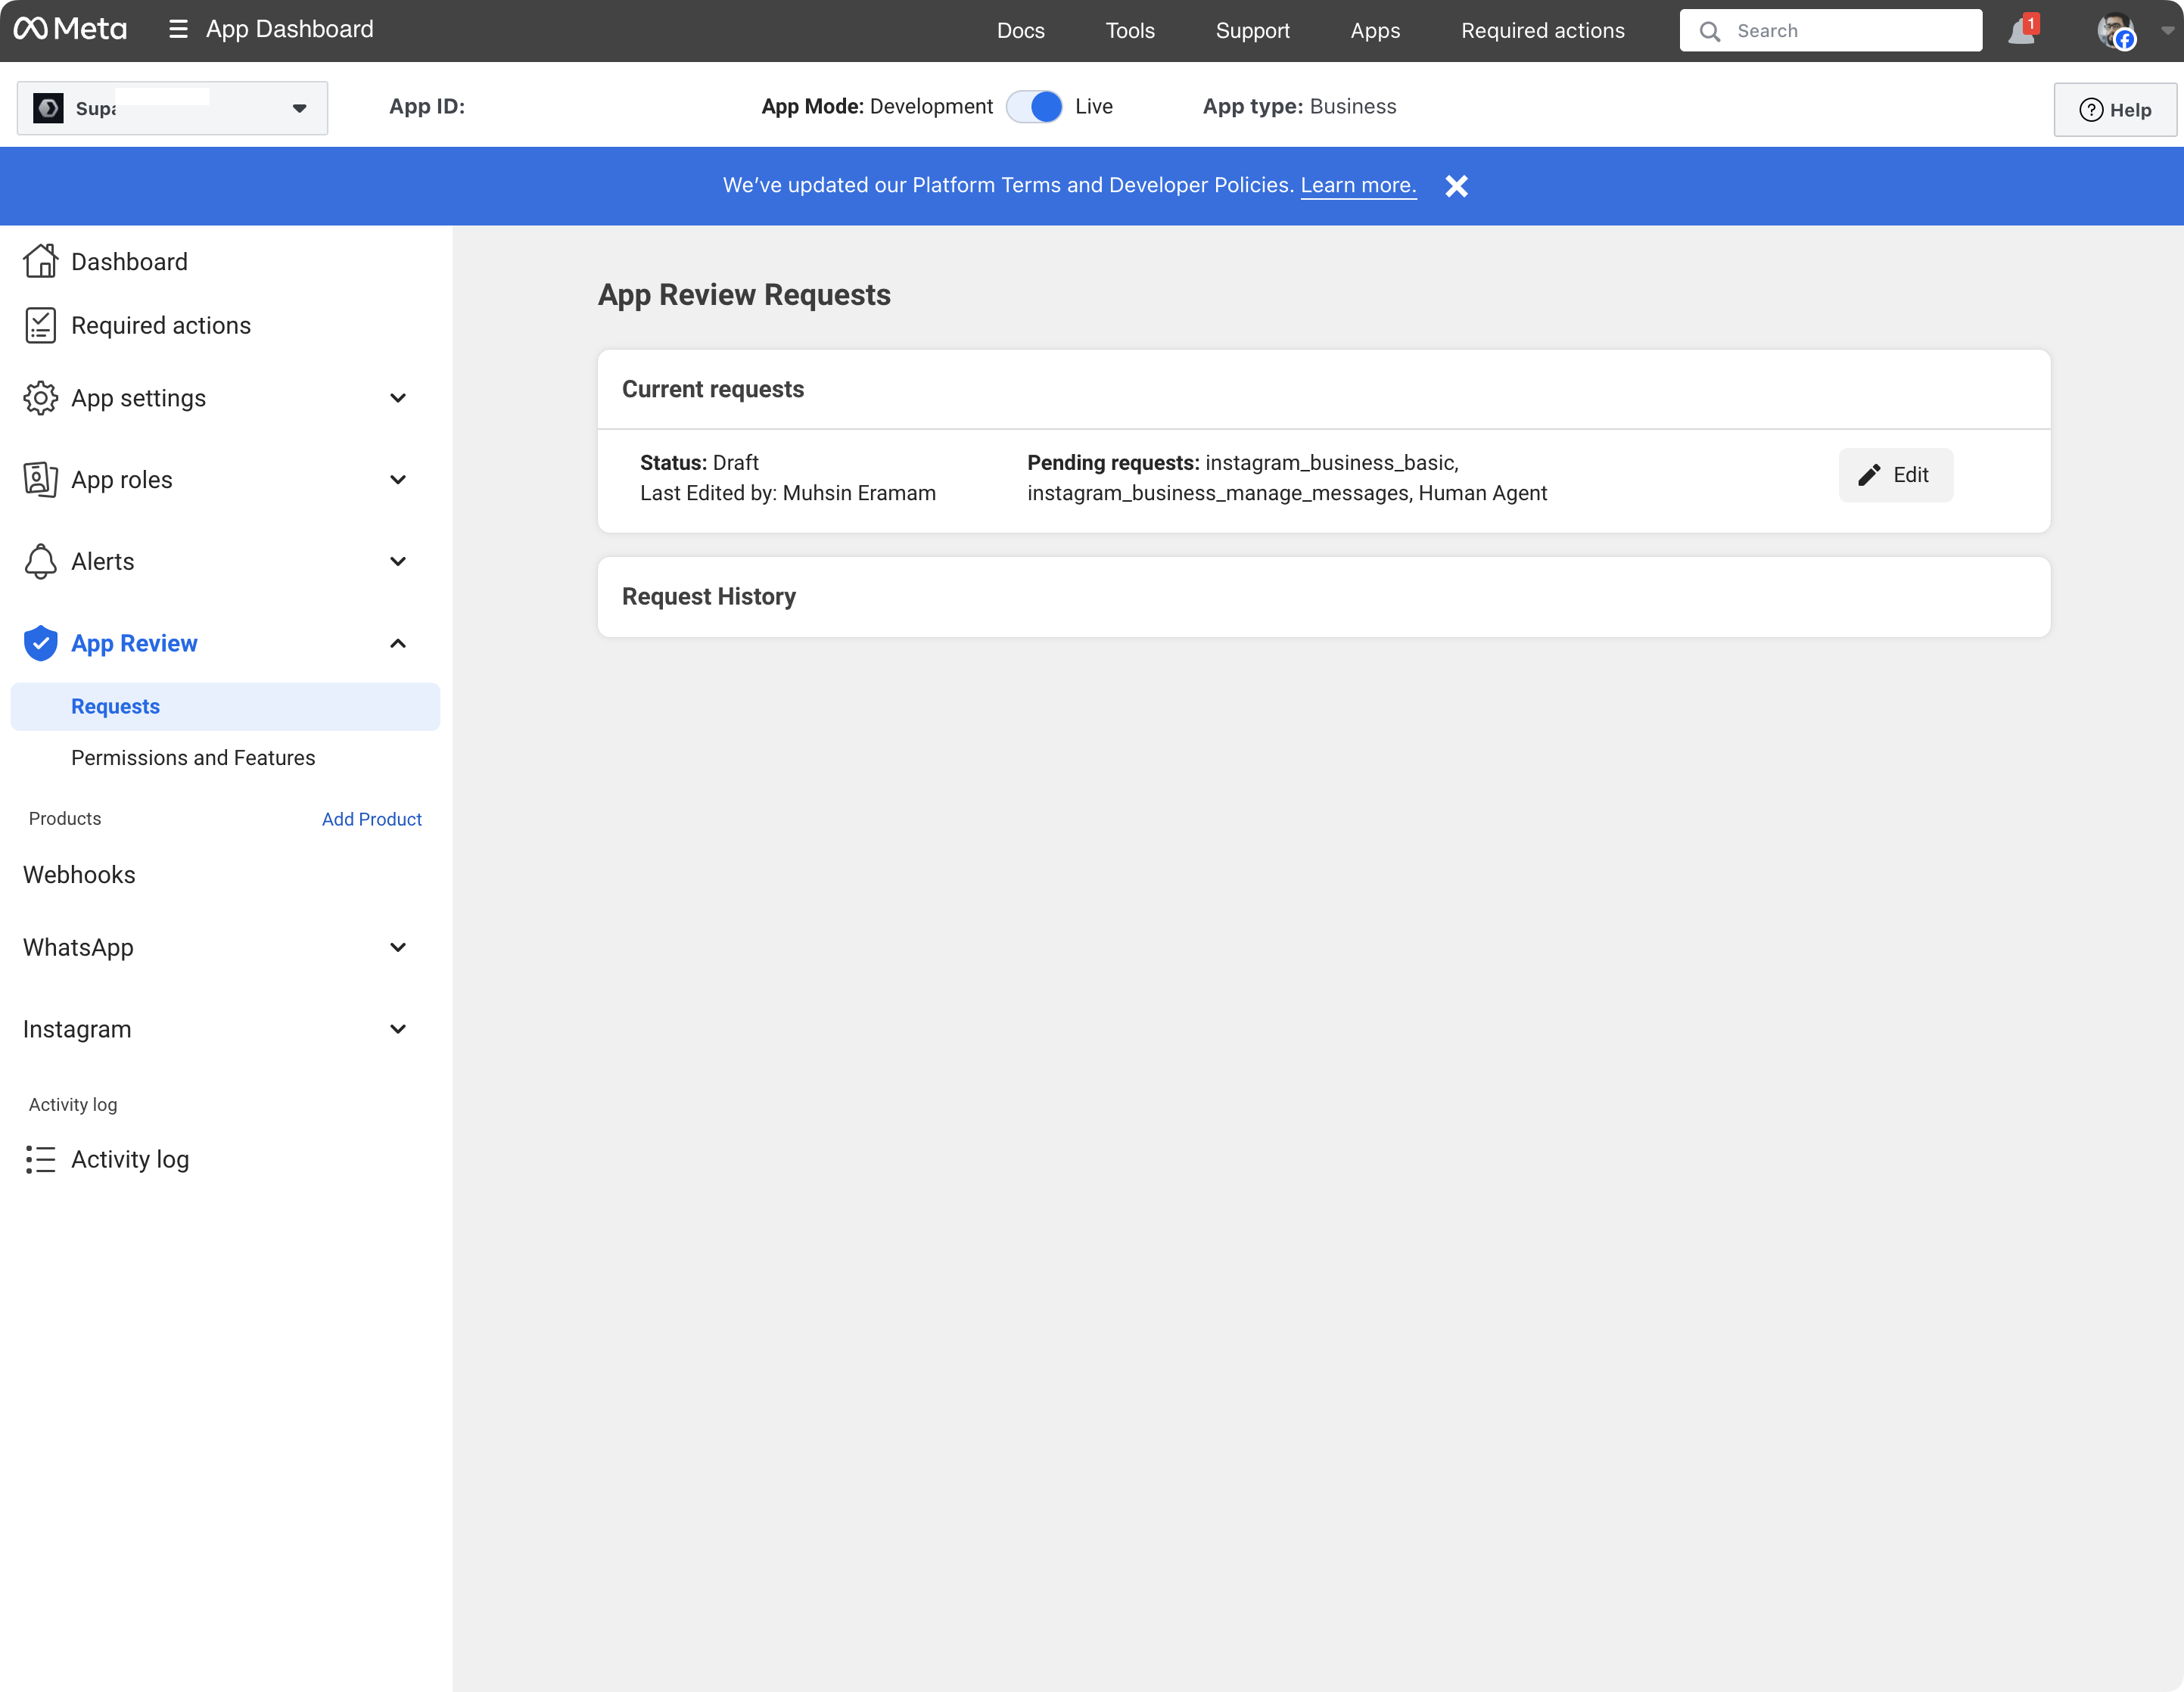 Meta
App Dashboard
Docs
Tools
Support
Apps
Required actions
Search
1
App ID:
App Mode: Development
Live
App type: Business
Help
We’ve updated our Platform Terms and Developer Policies. Learn more.
Dashboard
Required actions
App settings
App roles
Alerts
App Review
Requests
Permissions and Features
Products
Add Product
Webhooks
WhatsApp
Instagram
Activity log
Activity log
App Review Requests
Current requests
Status: Draft
Last Edited by: Muhsin Eramam
Pending requests: instagram_business_basic,
instagram_business_manage_messages, Human Agent
Edit
Request History